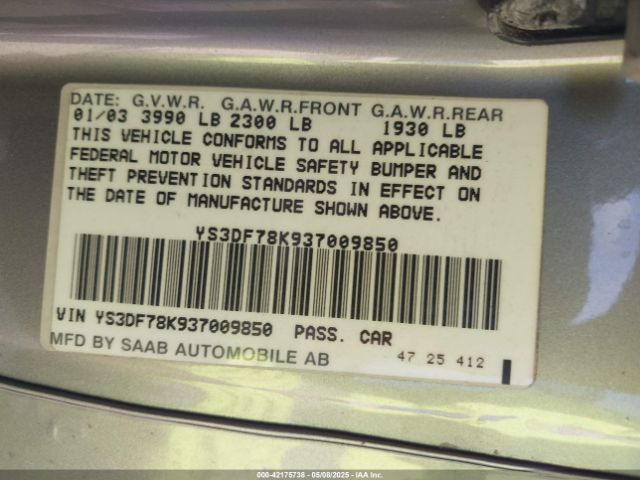 DATE: G.V.W.R. G.A.W.R.FRONT G.A.W.R.REAR
01/03 3990 LB 2300 LB 1930 LB
THIS VEHICLE CONFORMS TO ALL APPLICABLE
FEDERAL MOTOR VEHICLE SAFETY BUMPER AND
THEFT PREVENTION STANDARDS IN EFFECT ON
THE DATE OF MANUFACTURE SHOWN ABOVE.
YS3DF78K937009850
VIN YS3DF78K937009850 PASS. CAR
MFD BY SAAB AUTOMOBILE AB 47 25 412
000-42175738 - 05/08/2025 - IAA Inc.